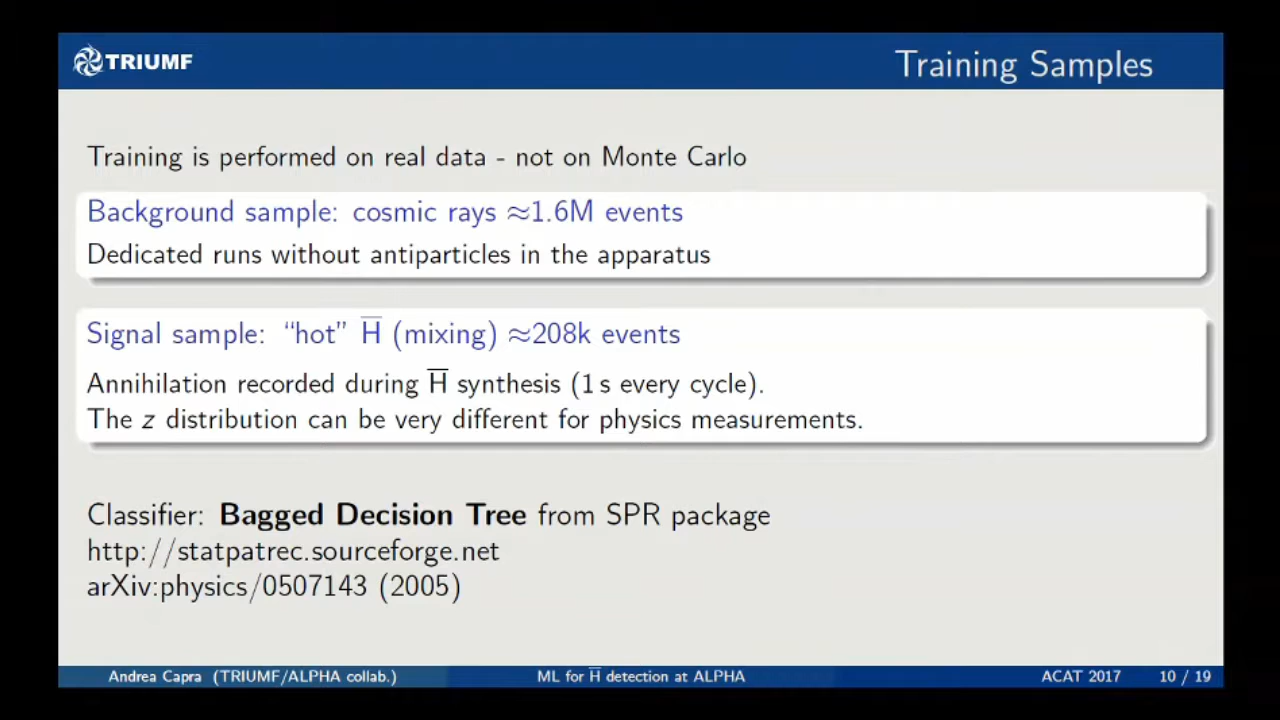 TRIUMF
Training Samples
Training is performed on real data - not on Monte Carlo
Background sample: cosmic rays ≈1.6M events
Dedicated runs without antiparticles in the apparatus
Signal sample: “hot” H̅ (mixing) ≈208k events
Annihilation recorded during H̅ synthesis (1 s every cycle).
The z distribution can be very different for physics measurements.
Classifier: Bagged Decision Tree from SPR package
http://statpatrec.sourceforge.net
arXiv:physics/0507143 (2005)
Andrea Capra (TRIUMF/ALPHA collab.) ML for H̅ detection at ALPHA ACAT 2017 10 / 19